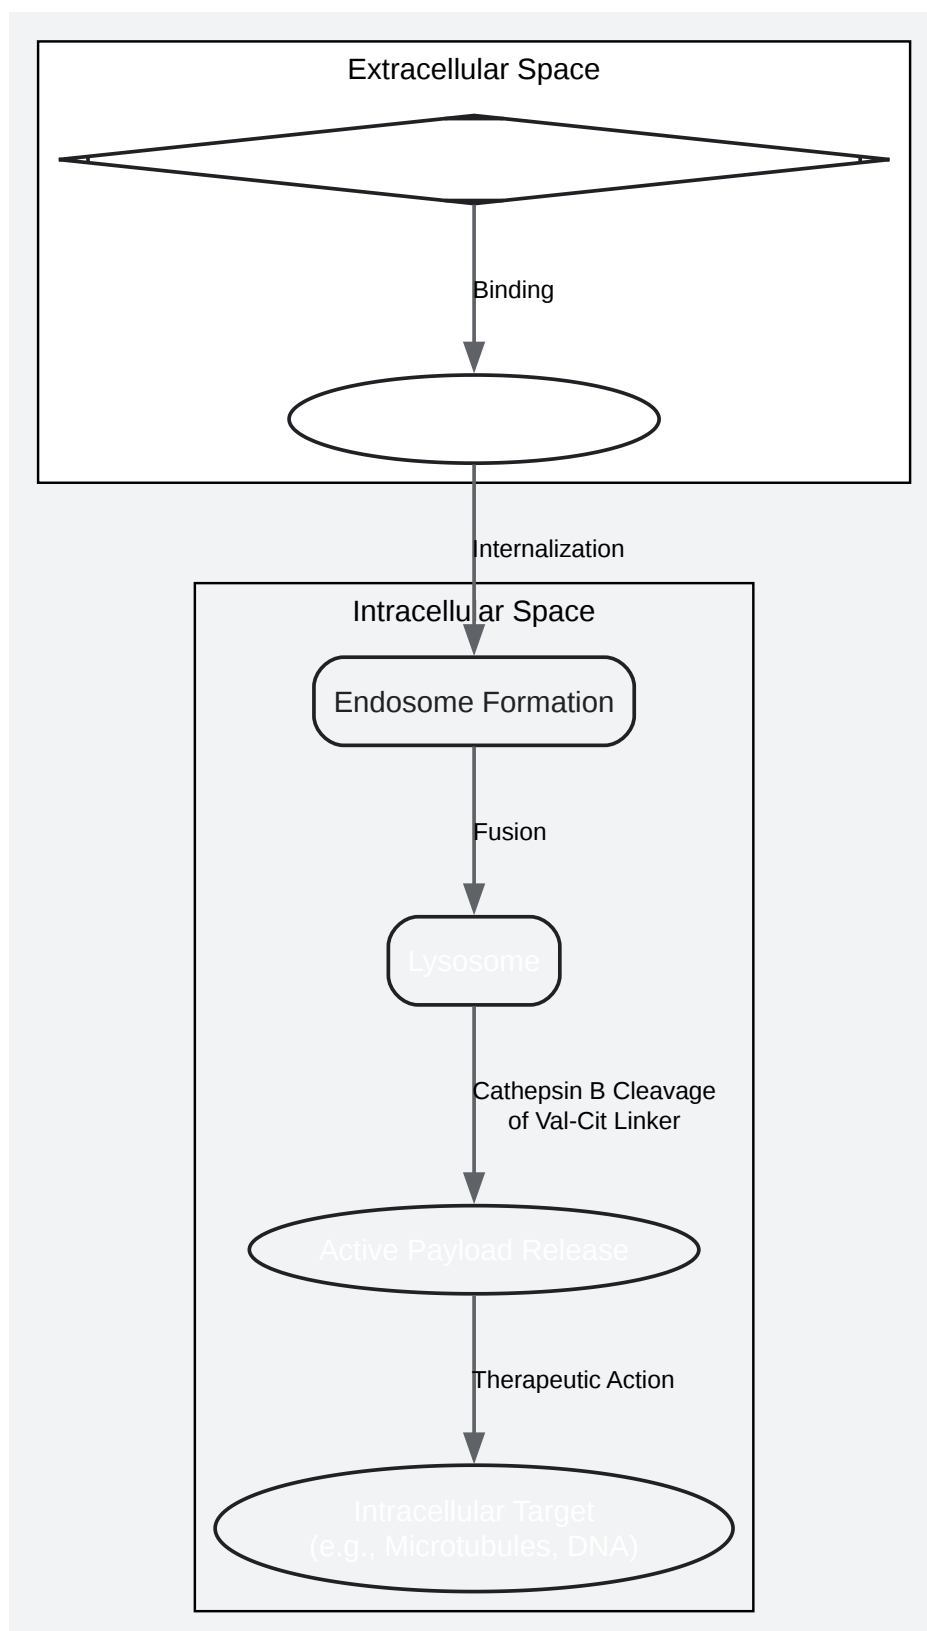 Extracellular Space
Binding
Internalization
Intracellular Space
Endosome Formation
Fusion
Lysosome
Cathepsin B Cleavage
of Val-Cit Linker
Active Payload Release
Therapeutic Action
Intracellular Target
(e.g., Microtubules, DNA)